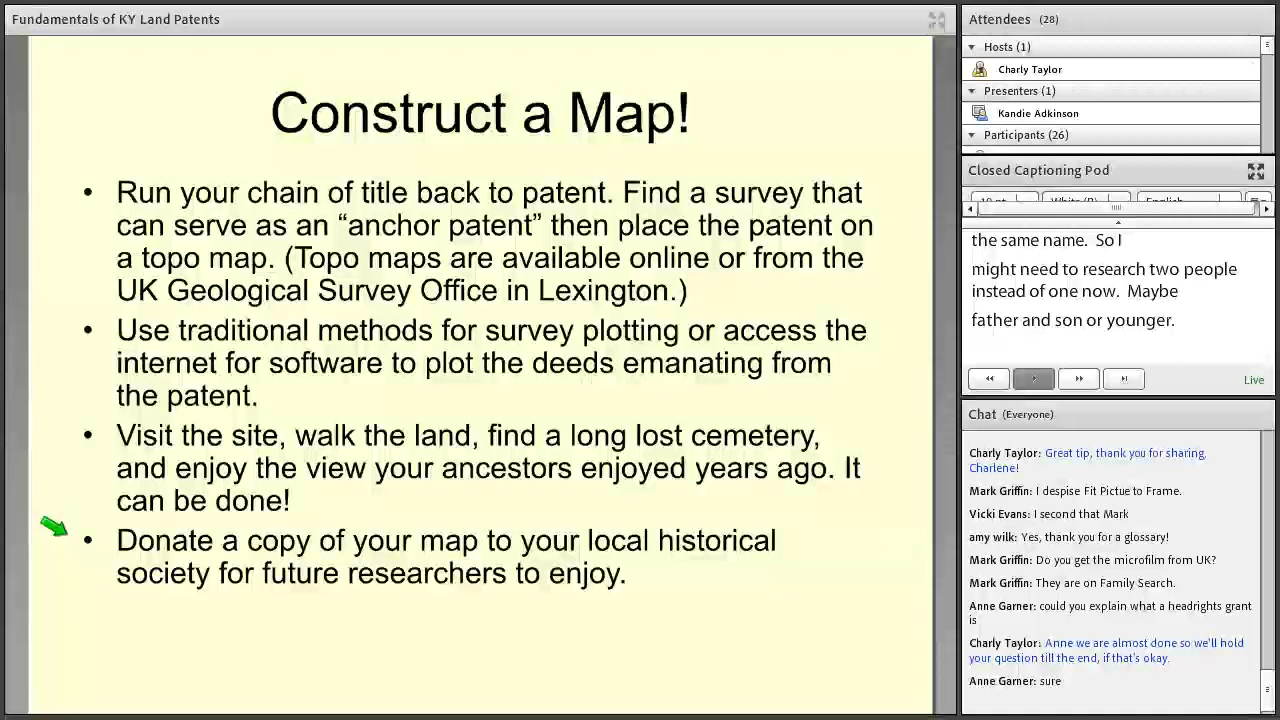 Fundamentals of KY Land Patents
Construct a Map!
• Run your chain of title back to patent. Find a survey that
can serve as an “anchor patent” then place the patent on
a topo map. (Topo maps are available online or from the
UK Geological Survey Office in Lexington.)
• Use traditional methods for survey plotting or access the
internet for software to plot the deeds emanating from
the patent.
• Visit the site, walk the land, find a long lost cemetery,
and enjoy the view your ancestors enjoyed years ago. It
can be done!
• Donate a copy of your map to your local historical
society for future researchers to enjoy.
Attendees (28)
Hosts (1)
Charly Taylor
Presenters (1)
Kandie Adkinson
Participants (26)
Closed Captioning Pod
English
the same name. So I
might need to research two people
instead of one now. Maybe
father and son or younger.
Live
Chat (Everyone)
Charly Taylor: Great tip, thank you for sharing,
Charlene!
Mark Griffin: I despise Fit Pictue to Frame.
Vicki Evans: I second that Mark
amy wilk: Yes, thank you for a glossary!
Mark Griffin: Do you get the microfilm from UK?
Mark Griffin: They are on Family Search.
Anne Garner: could you explain what a headrights grant
is
Charly Taylor: Anne we are almost done so we'll hold
your question till the end, if that's okay.
Anne Garner: sure